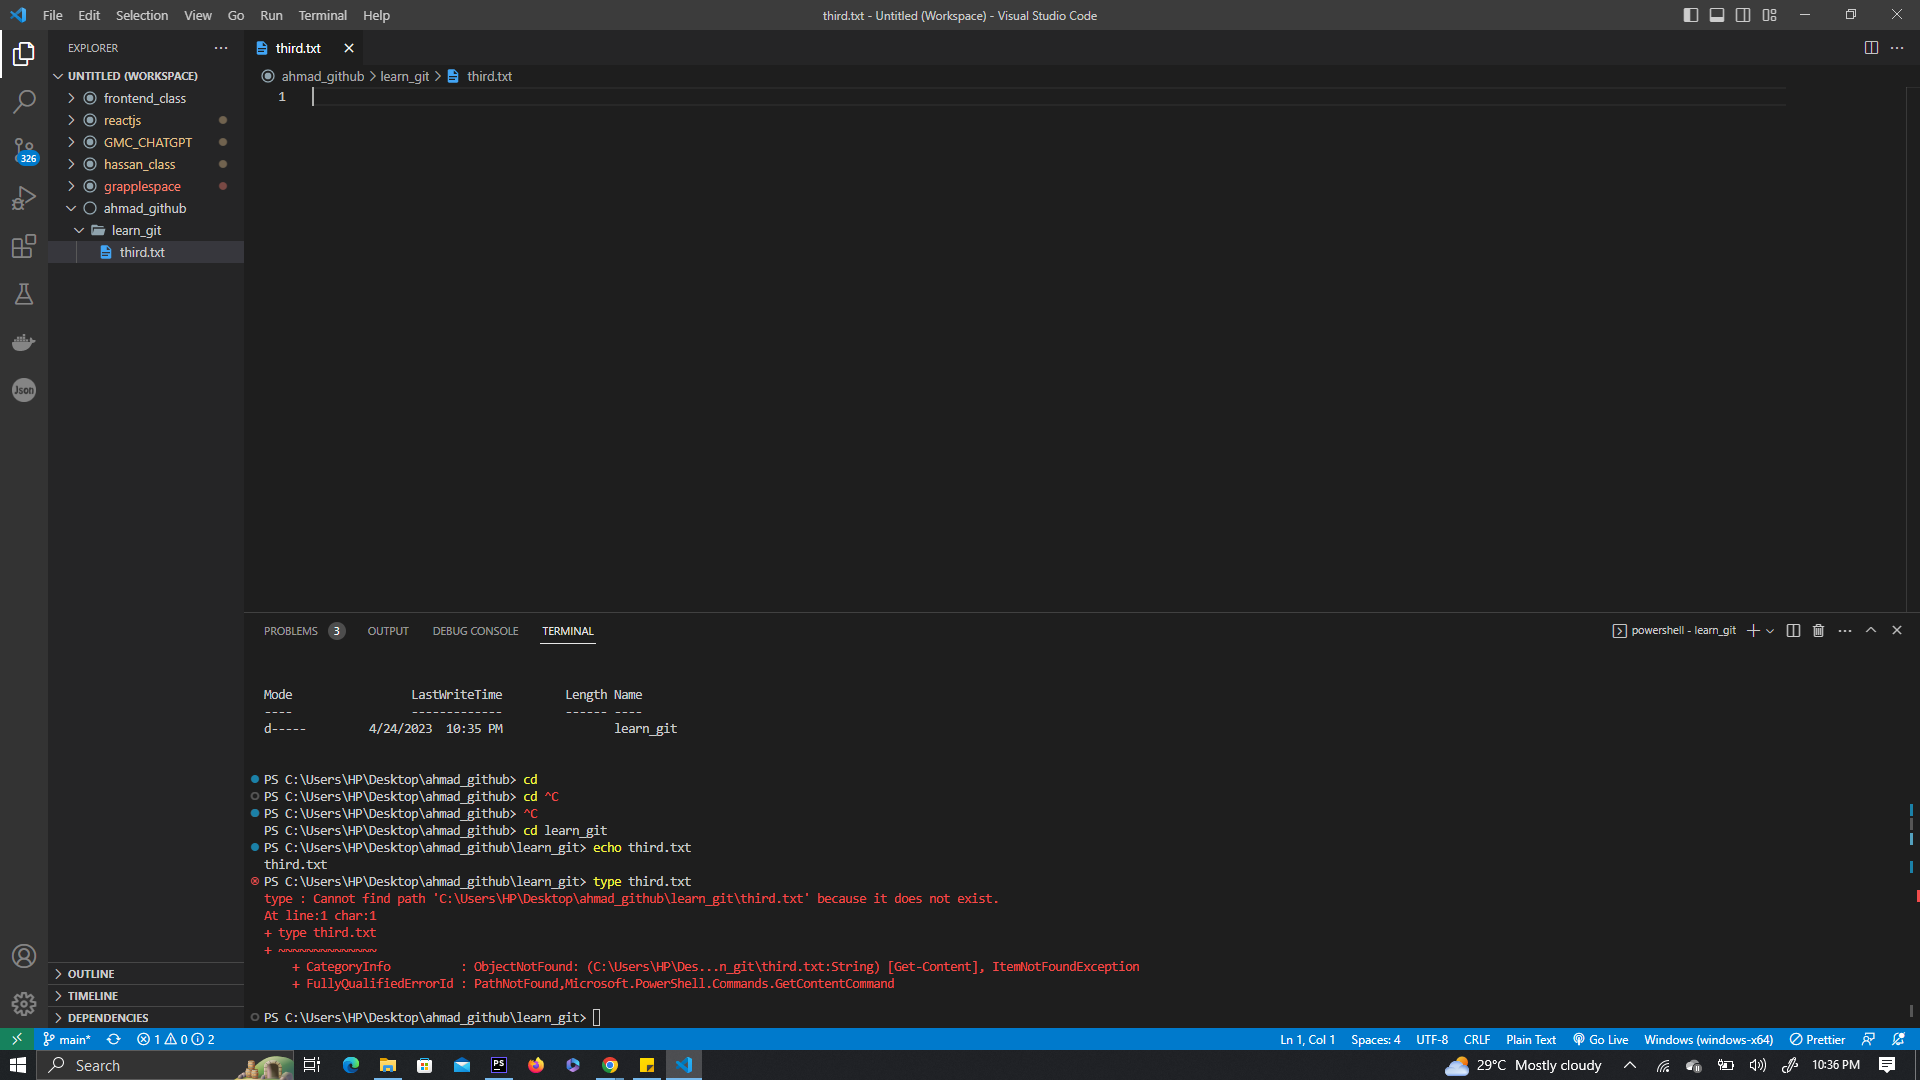 File Edit Selection View Go Run Terminal Help
third.txt - Untitled (Workspace) - Visual Studio Code
EXPLORER
UNTITLED (WORKSPACE)
frontend_class
reactjs
GMC_CHATGPT
hassan_class
grapplespace
ahmad_github
learn_git
third.txt
326
Json
OUTLINE
TIMELINE
DEPENDENCIES
third.txt
ahmad_github > learn_git > third.txt
1
PROBLEMS 3 OUTPUT DEBUG CONSOLE TERMINAL
powershell - learn_git
Mode LastWriteTime Length Name
---- ------------- ------ ----
d----- 4/24/2023 10:35 PM learn_git
PS C:\Users\HP\Desktop\ahmad_github> cd
PS C:\Users\HP\Desktop\ahmad_github> cd ^C
PS C:\Users\HP\Desktop\ahmad_github> ^C
PS C:\Users\HP\Desktop\ahmad_github> cd learn_git
PS C:\Users\HP\Desktop\ahmad_github\learn_git> echo third.txt
third.txt
PS C:\Users\HP\Desktop\ahmad_github\learn_git> type third.txt
type : Cannot find path 'C:\Users\HP\Desktop\ahmad_github\learn_git\third.txt' because it does not exist.
At line:1 char:1
+ type third.txt
+ ~~~~~~~~~~~~~~
+ CategoryInfo : ObjectNotFound: (C:\Users\HP\Des...n_git\third.txt:String) [Get-Content], ItemNotFoundException
+ FullyQualifiedErrorId : PathNotFound,Microsoft.PowerShell.Commands.GetContentCommand
PS C:\Users\HP\Desktop\ahmad_github\learn_git>
main* 1 0 2
Ln 1, Col 1 Spaces: 4 UTF-8 CRLF Plain Text Go Live Windows (windows-x64) Prettier
Search
PS
29°C Mostly cloudy
10:36 PM